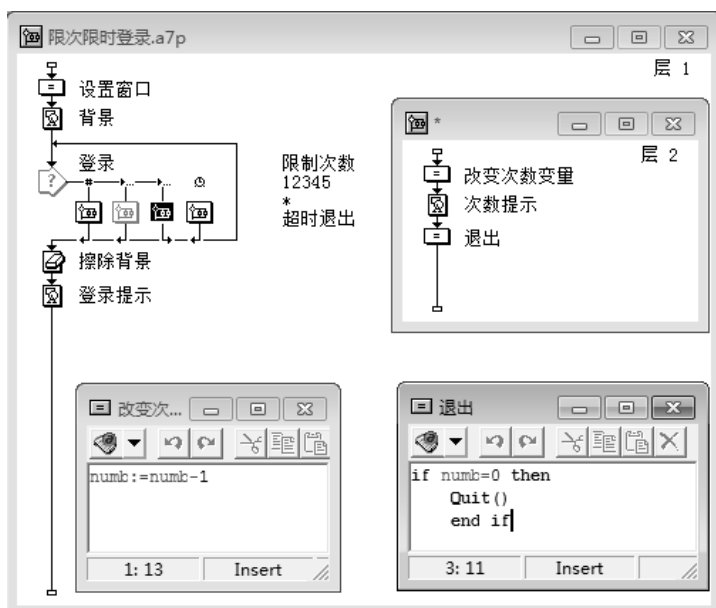 限次限时登录.a7p
层 1
设置窗口
背景
登录
限制次数
12345
*
超时退出
擦除背景
登录提示
*
层 2
改变次数变量
次数提示
退出
改变次...
numb:=numb-1
1:13 Insert
退出
if numb=0 then
Quit()
end if
3:11 Insert